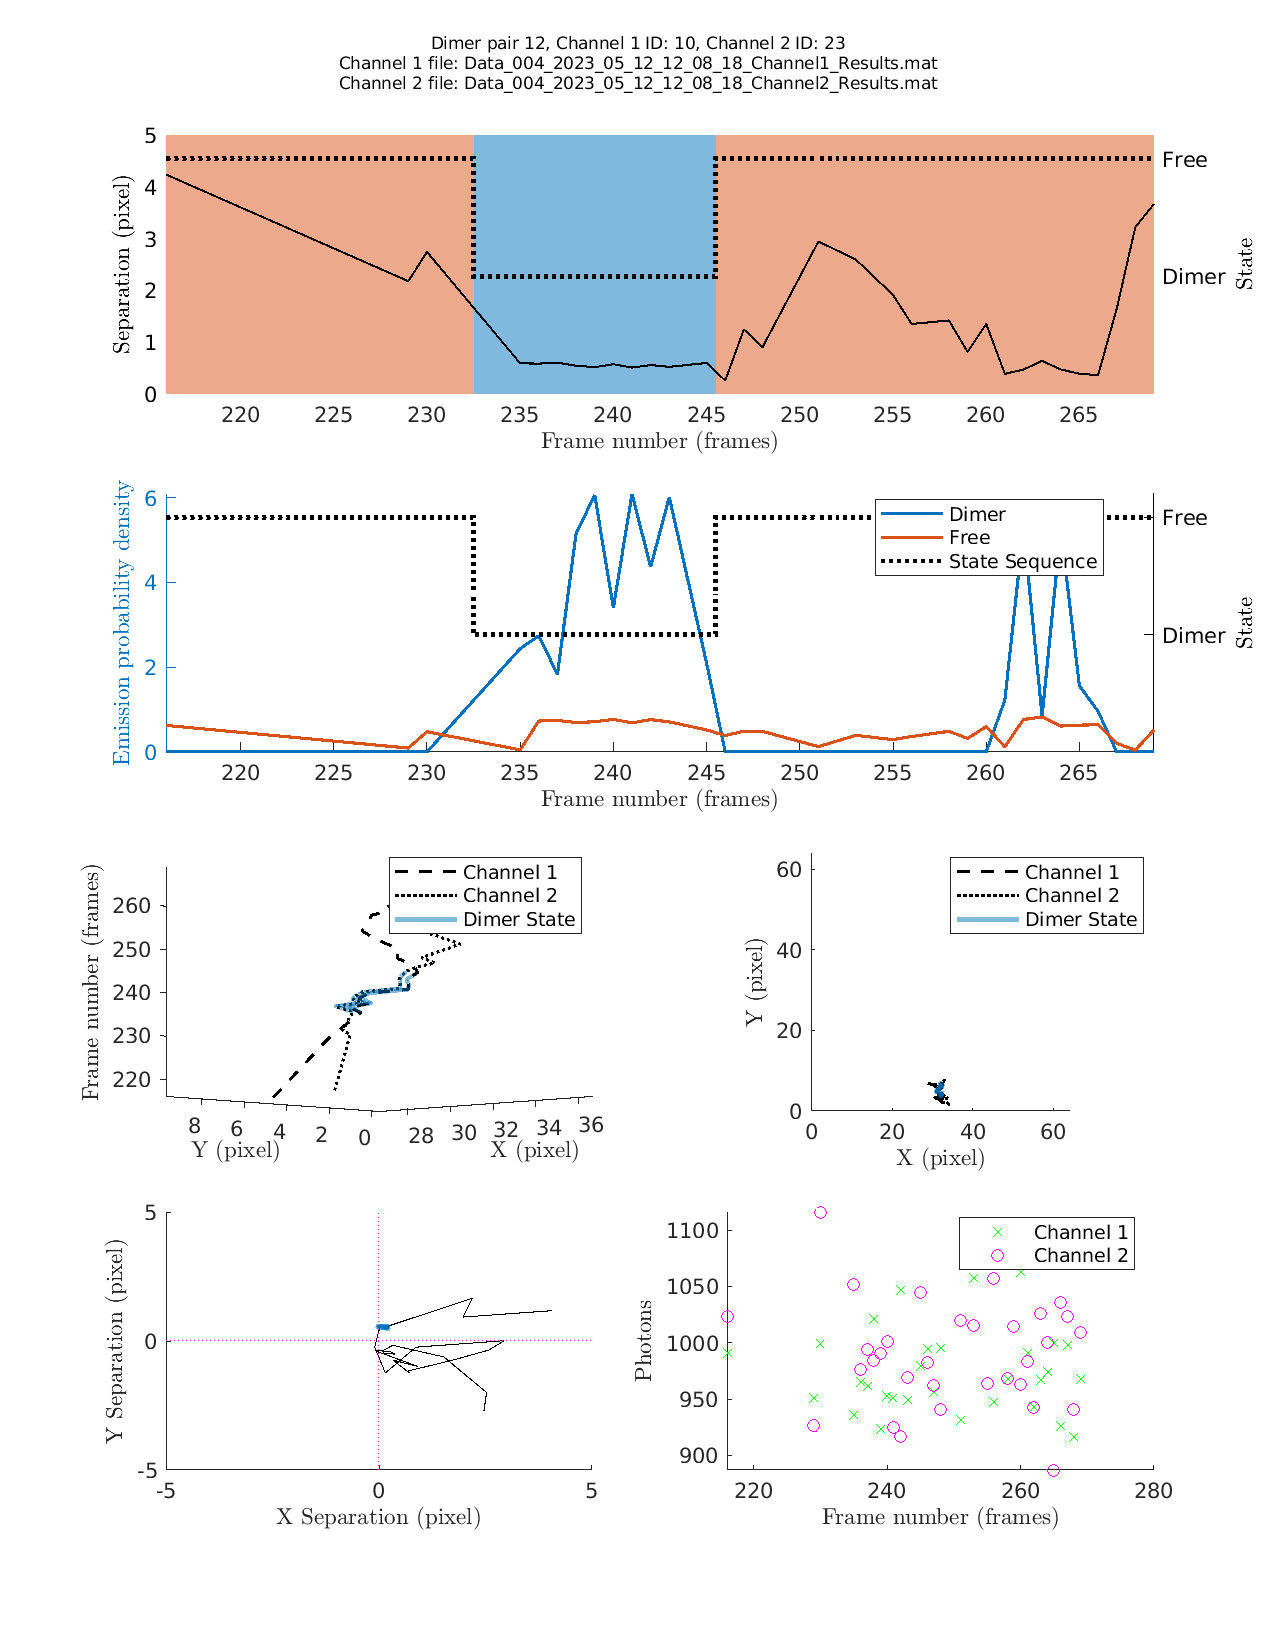 Dimer pair 12, Channel 1 ID: 10, Channel 2 ID: 23
Channel 1 file: Data_004_2023_05_12_12_08_18_Channel1_Results.mat
Channel 2 file: Data_004_2023_05_12_12_08_18_Channel2_Results.mat
5
4
3
2
1
0
Separation (pixel)
Free
Dimer
State
220 225 230 235 240 245 250 255 260 265
Frame number (frames)
6
4
2
0
Emission probability density
Dimer
Free
State Sequence
Free
Dimer
State
220 225 230 235 240 245 250 255 260 265
Frame number (frames)
260
250
240
230
220
Frame number (frames)
Channel 1
Channel 2
Dimer State
8 6 4 2 0 28 30 32 34 36
Y (pixel) X (pixel)
60
40
20
0
Y (pixel)
Channel 1
Channel 2
Dimer State
0 20 40 60
X (pixel)
5
0
-5
Y Separation (pixel)
-5 0 5
X Separation (pixel)
1100
1050
1000
950
900
Photons
Channel 1
Channel 2
220 240 260 280
Frame number (frames)